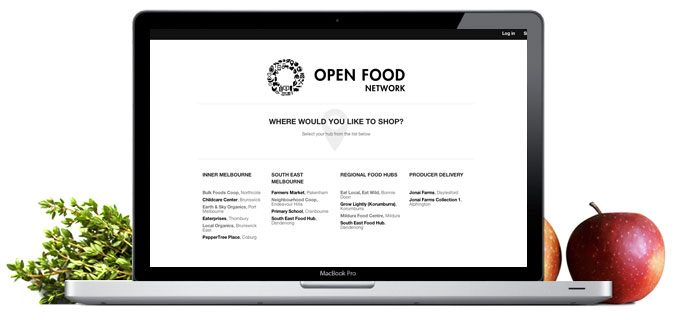 Log in
OPEN FOOD
NETWORK
WHERE WOULD YOU LIKE TO SHOP?
Select your hub from the list below
INNER MELBOURNE
Bulk Foods Coop, Northcote
Childcare Center, Brunswick
Earth & Sky Organics, Port
Melbourne
Eaterprises, Thornbury
Local Organics, Brunswick
East
PepperTree Place, Coburg
SOUTH EAST
MELBOURNE
Farmers Market, Pakenham
Neighbourhood Coop,
Endeavour Hills
Primary School, Cranbourne
South East Food Hub,
Dandenong
REGIONAL FOOD HUBS
Eat Local, Eat Wild, Bonnie
Doon
Grow Lightly (Korumburra),
Korumburra
Mildura Food Centre, Mildura
South East Food Hub,
Dandenong
PRODUCER DELIVERY
Jonai Farms, Daylesford
Jonai Farms Collection 1,
Alphington
MacBook Pro